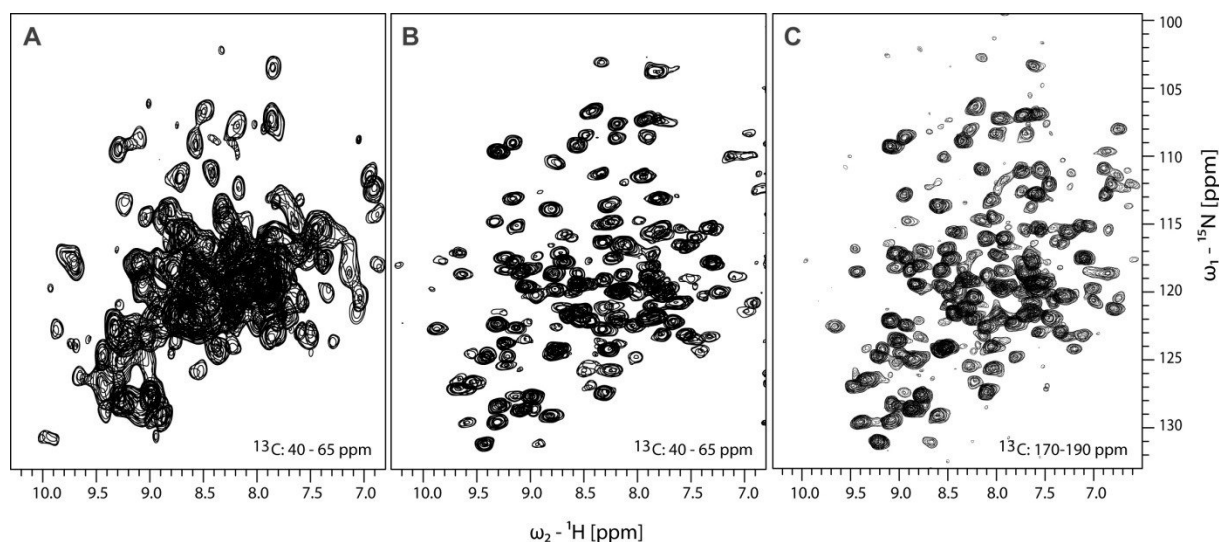 A
B
C
¹³C: 40 - 65 ppm
¹³C: 40 - 65 ppm
¹³C: 170-190 ppm
100
105
110
115
120
125
130
ω₁ - ¹⁵N [ppm]
10.0 9.5 9.0 8.5 8.0 7.5 7.0
10.0 9.5 9.0 8.5 8.0 7.5 7.0
10.0 9.5 9.0 8.5 8.0 7.5 7.0
ω₂ - ¹H [ppm]